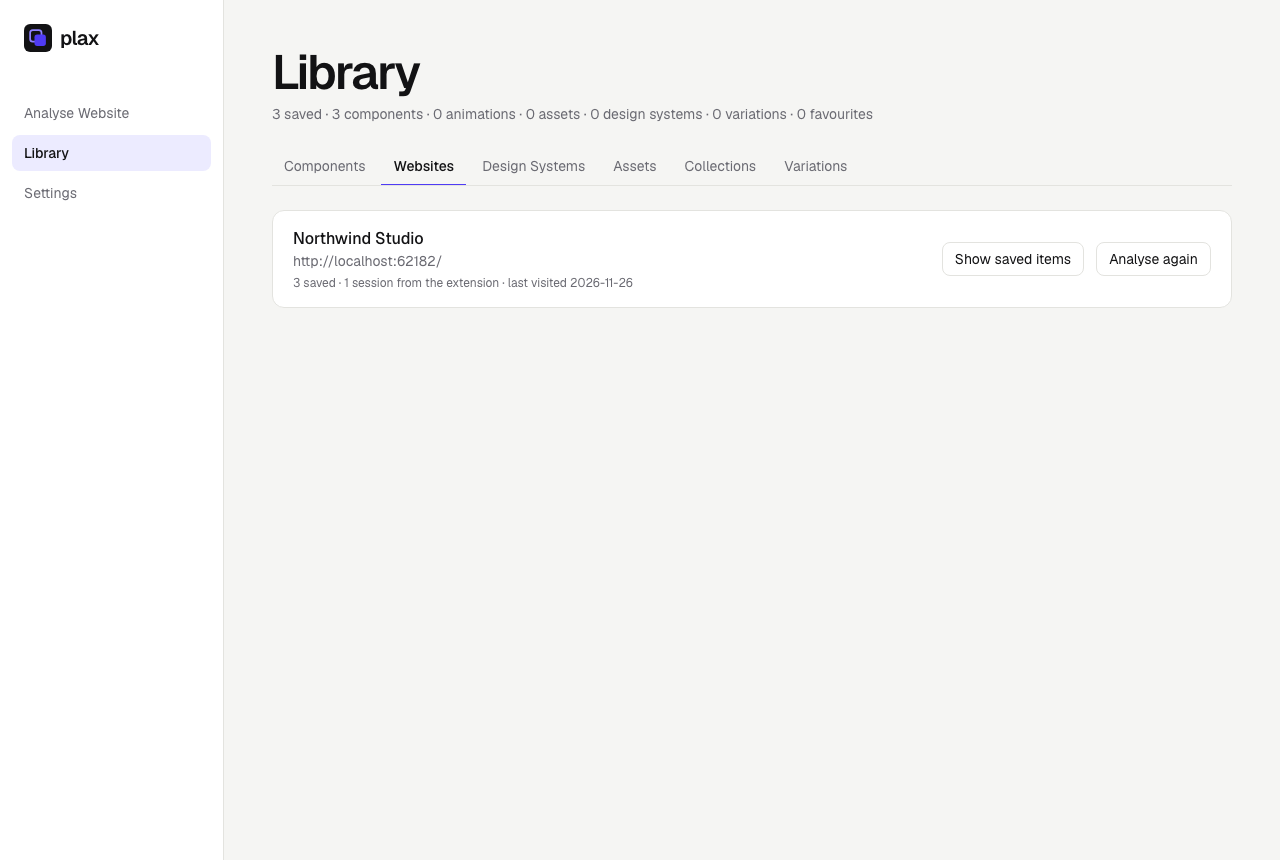 plax
Analyse Website
Library
Settings
Library
3 saved · 3 components · 0 animations · 0 assets · 0 design systems · 0 variations · 0 favourites
Components Websites Design Systems Assets Collections Variations
Northwind Studio
http://localhost:62182/
3 saved · 1 session from the extension · last visited 2026-11-26
Show saved items Analyse again